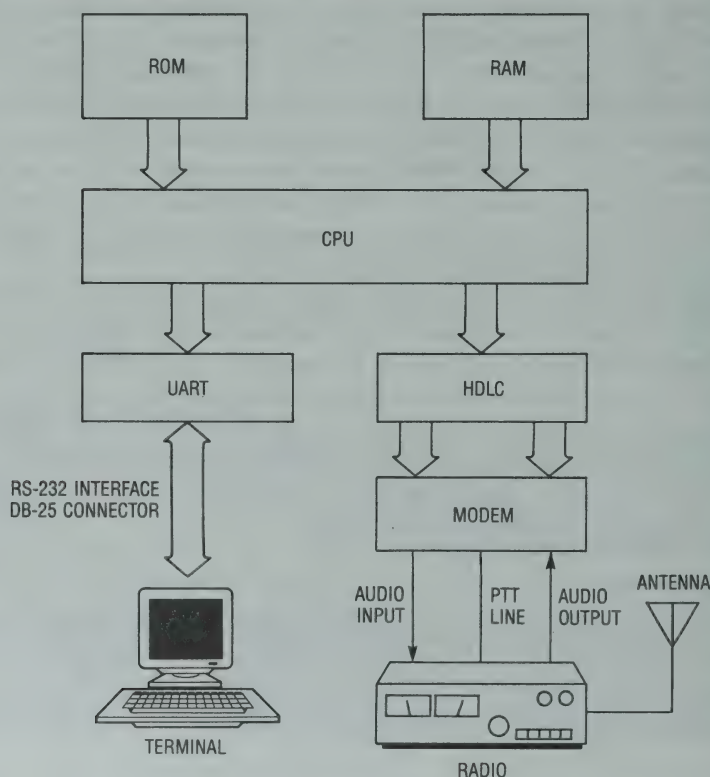 ROM
RAM
CPU
UART
HDLC
RS-232 INTERFACE
DB-25 CONNECTOR
MODEM
AUDIO
INPUT
PTT
LINE
AUDIO
OUTPUT
ANTENNA
TERMINAL
RADIO